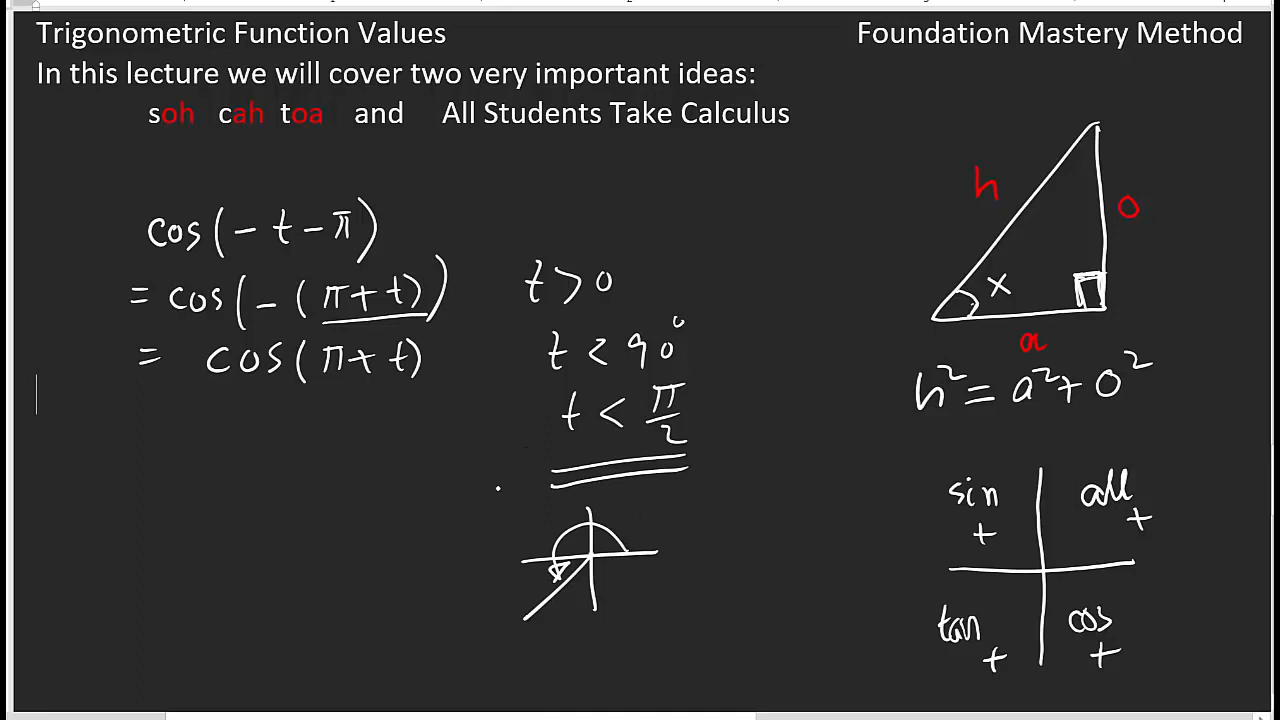 Trigonometric Function Values
Foundation Mastery Method
In this lecture we will cover two very important ideas:
soh cah toa and All Students Take Calculus
cos(-t-π)
= cos(-(π+t))
= cos(π+t)
t>0
t<90°
t<π/2
h
o
x
a
h²=a²+o²
sin +
all +
tan +
cos +